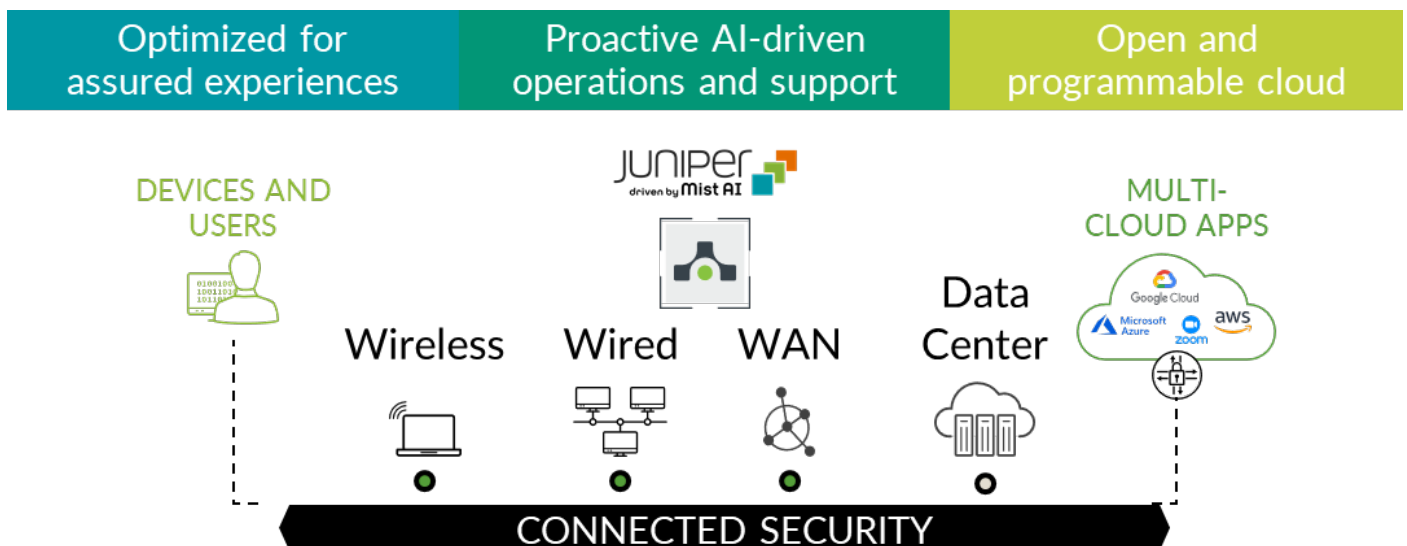 Optimized for
assured experiences
Proactive AI-driven
operations and support
Open and
programmable cloud
JUNIPer
driven by Mist AI
DEVICES AND
USERS
MULTI-
CLOUD APPS
Google Cloud
Microsoft
Azure
zoom
aws
Wireless
Wired
WAN
Data
Center
CONNECTED SECURITY